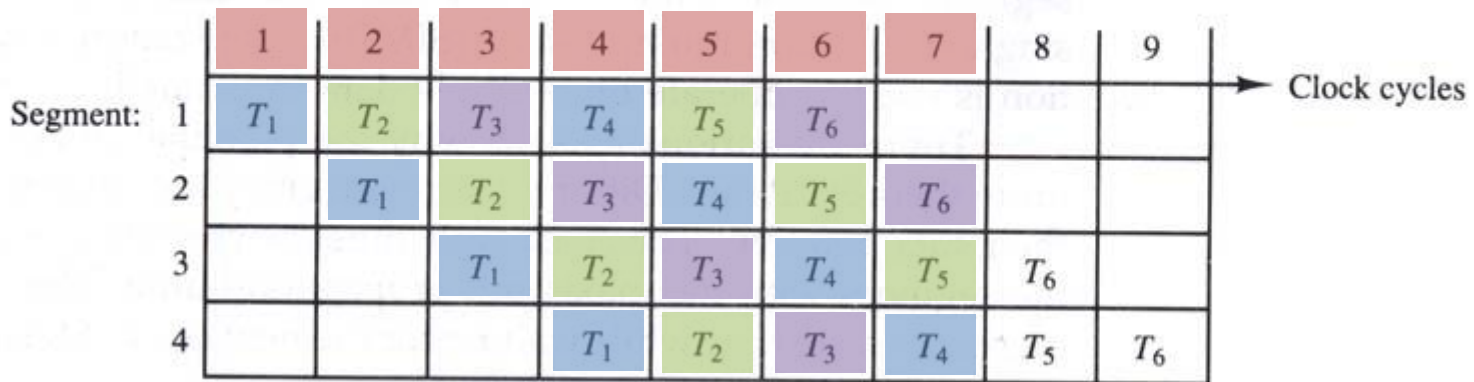 1 2 3 4 5 6 7 8 9
Clock cycles
Segment: 1 T₁ T₂ T₃ T₄ T₅ T₆
2 T₁ T₂ T₃ T₄ T₅ T₆
3 T₁ T₂ T₃ T₄ T₅ T₆
4 T₁ T₂ T₃ T₄ T₅ T₆